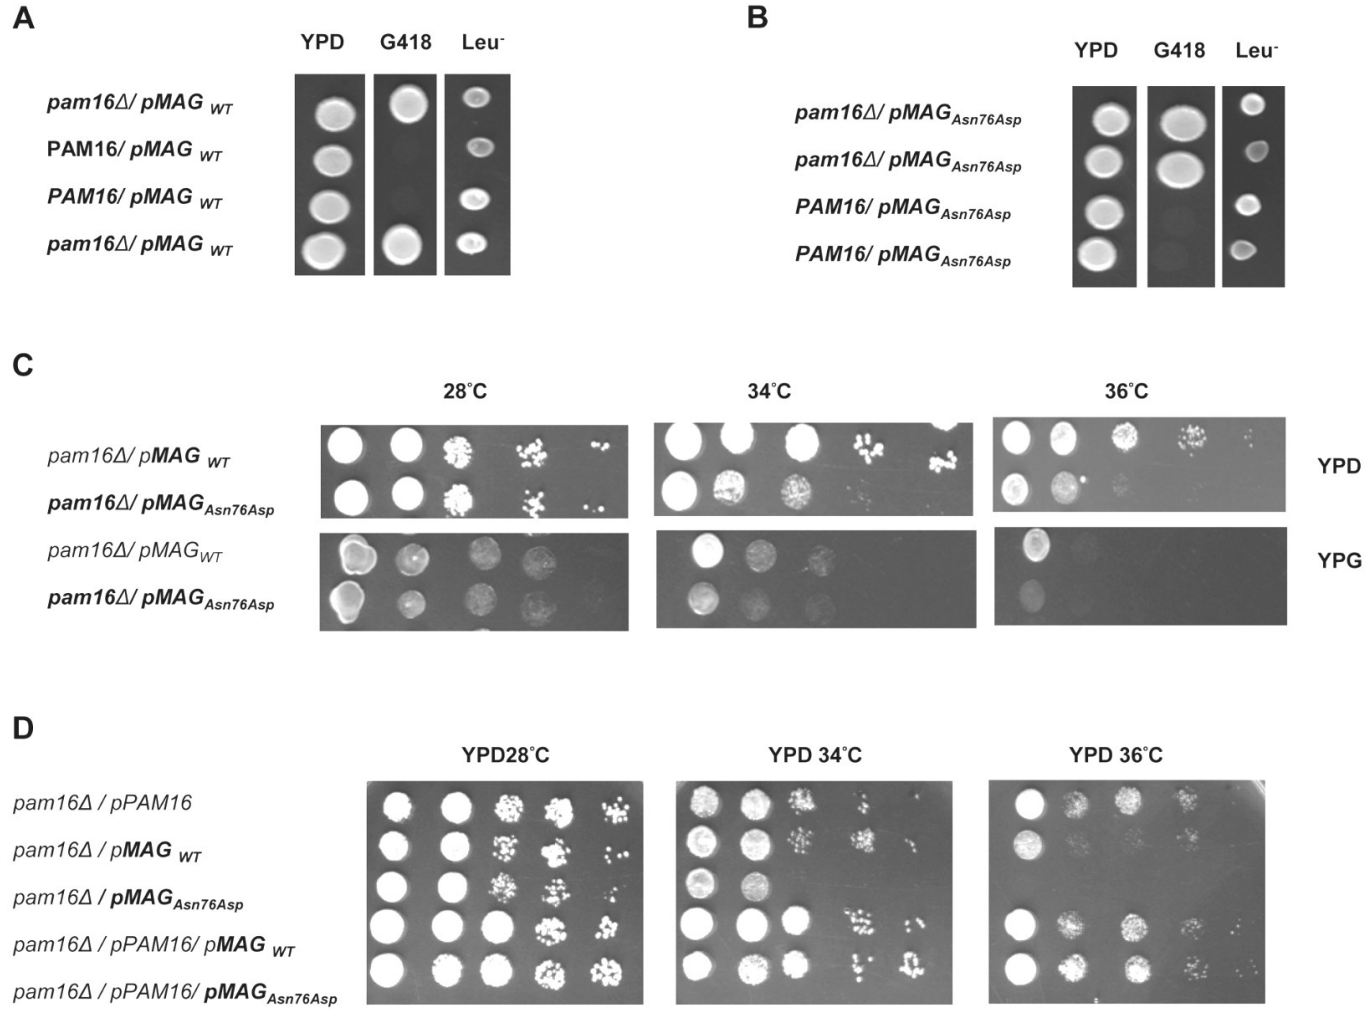 A
YPD G418 Leu-
pam16Δ/ pMAG WT
PAM16/ pMAG WT
PAM16/ pMAG WT
pam16Δ/ pMAG WT
B
YPD G418 Leu-
pam16Δ/ pMAGAsn76Asp
pam16Δ/ pMAGAsn76Asp
PAM16/ pMAGAsn76Asp
PAM16/ pMAGAsn76Asp
C
28°C 34°C 36°C
pam16Δ/ pMAG WT
pam16Δ/ pMAGAsn76Asp
YPD
pam16Δ/ pMAGWT
pam16Δ/ pMAGAsn76Asp
YPG
D
YPD28°C YPD 34°C YPD 36°C
pam16Δ / pPAM16
pam16Δ / pMAG WT
pam16Δ / pMAGAsn76Asp
pam16Δ / pPAM16/ pMAG WT
pam16Δ / pPAM16/ pMAGAsn76Asp